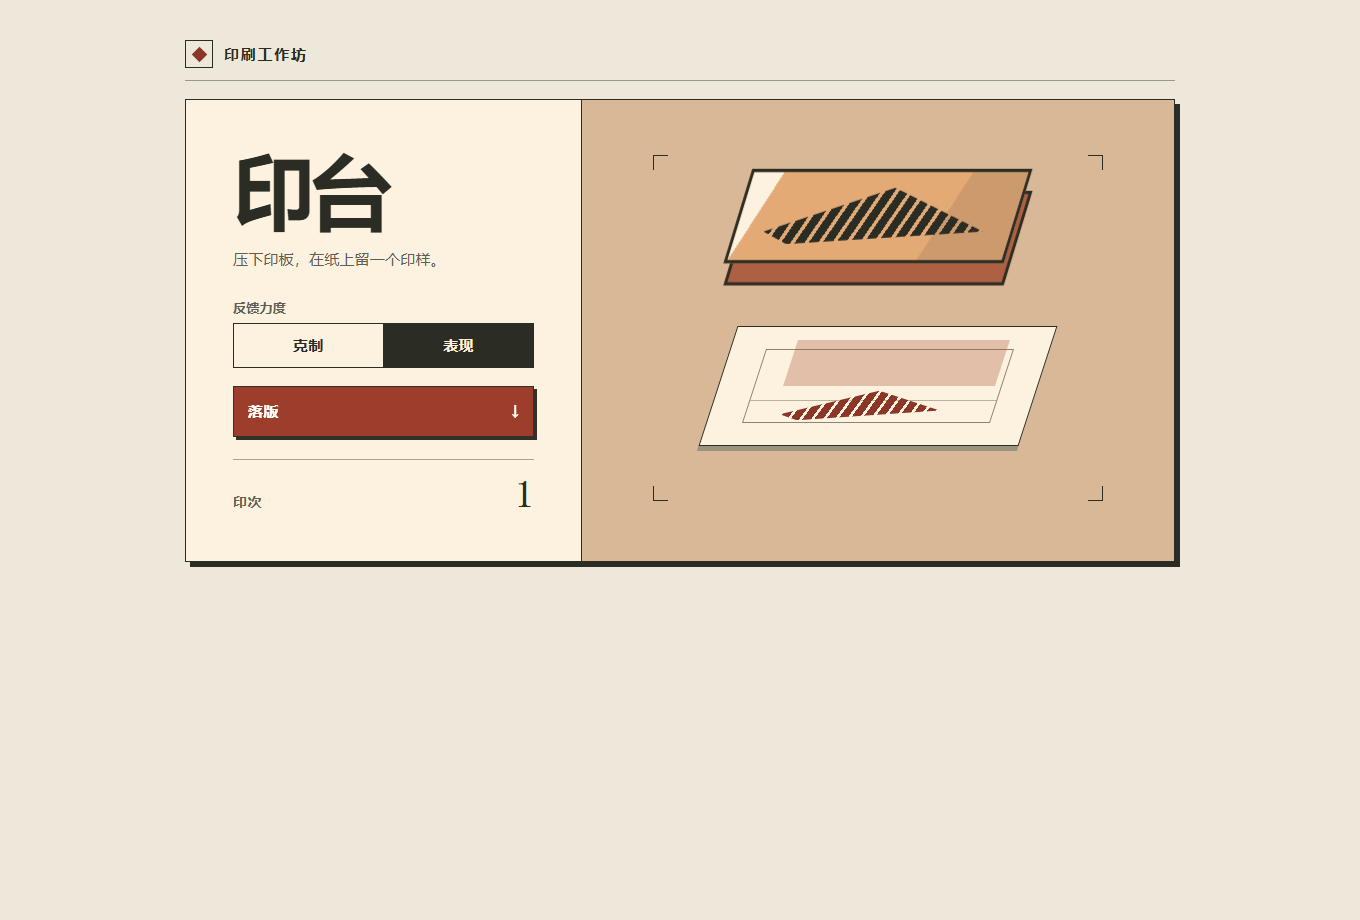 印刷工作坊
印台
压下印板，在纸上留一个印样。
反馈力度
克制 表现
落版 ↓
印次 1